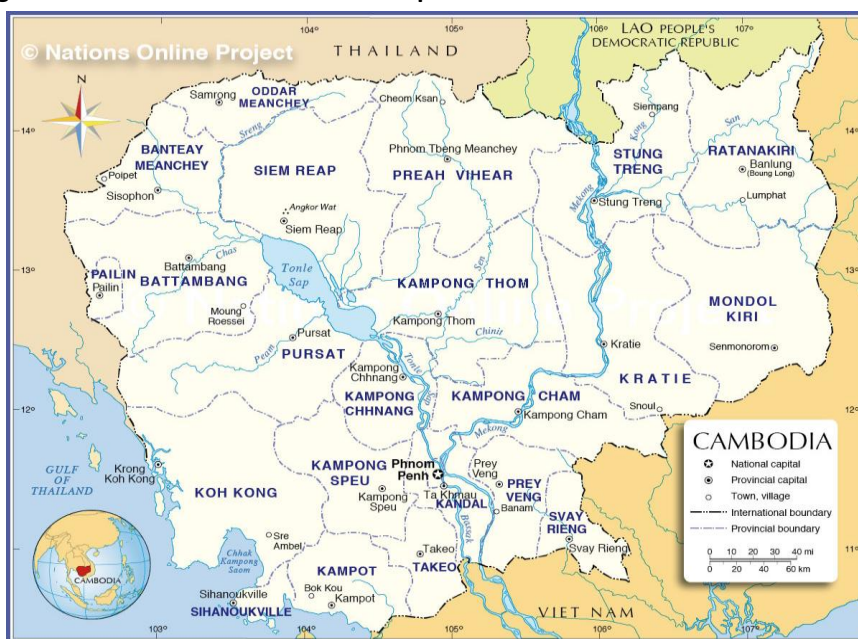 104°
105°
106°
107°
© Nations Online Project
THAILAND
LAO PEOPLE'S
DEMOCRATIC REPUBLIC
N
Samrong
ODDAR
MEANCHEY
Cheom Ksan
Siempang
14°
14°
Sreng
Kong
San
BANTEAY
MEANCHEY
Phnom Tbeng Meanchey
STUNG
TRENG
RATANAKIRI
Banlung
(Boung Long)
Poipet
SIEM REAP
PREAH VIHEAR
Sisophon
Mekong
Stung Treng
Lumphat
Angkor Wat
Siem Reap
Chas
Tonle
Sap
Sen
13°
13°
PAILIN
Battambang
BATTAMBANG
Pailin
KAMPONG THOM
MONDOL
KIRI
Moung
Roessei
Kampong Thom
Chinit
Pursat
PURSAT
Peam
Kratie
Senmonorom
Kampong
Chhnang
Tonle
KRATIE
KAMPONG
CHHNANG
KAMPONG CHAM
Snoul
12°
12°
Kampong Cham
Mekong
GULF
OF
THAILAND
Krong
Koh Kong
KOH KONG
KAMPONG
SPEU
Kampong
Speu
Phnom
Penh
Ta Khmau
KANDAL
Prey
Veng
PREY
VENG
Banam
SVAY
RIENG
Svay Rieng
Bassak
Sre
Ambel
Takeo
TAKEO
Chhak
Kampong
Saom
KAMPOT
Bok Kou
Kampot
Sihanoukville
SIHANOUKVILLE
VIET NAM
CAMBODIA
CAMBODIA
National capital
Provincial capital
Town, village
International boundary
Provincial boundary
0 10 20 30 40 mi
0 20 40 60 km
11°
103°
104°
105°
106°
107°